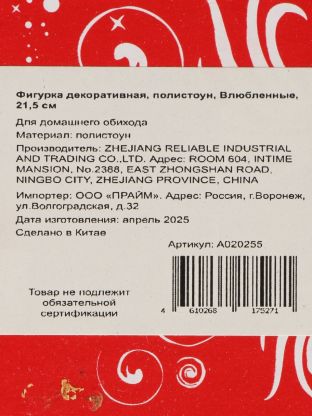 Фигурка декоративная, полистоун, Влюбленные,
21,5 см
Для домашнего обихода
Материал: полистоун
Производитель: ZHEJIANG RELIABLE INDUSTRIAL
AND TRADING CO.,LTD. Адрес: ROOM 604, INTIME
MANSION, No.2388, EAST ZHONGSHAN ROAD,
NINGBO CITY, ZHEJIANG PROVINCE, CHINA
Импортер: ООО «ПРАЙМ». Адрес: Россия, г.Воронеж,
ул.Волгоградская, д.32
Дата изготовления: апрель 2025
Сделано в Китае
Артикул: A020255
Товар не подлежит
обязательной
сертификации
4 610268 175271